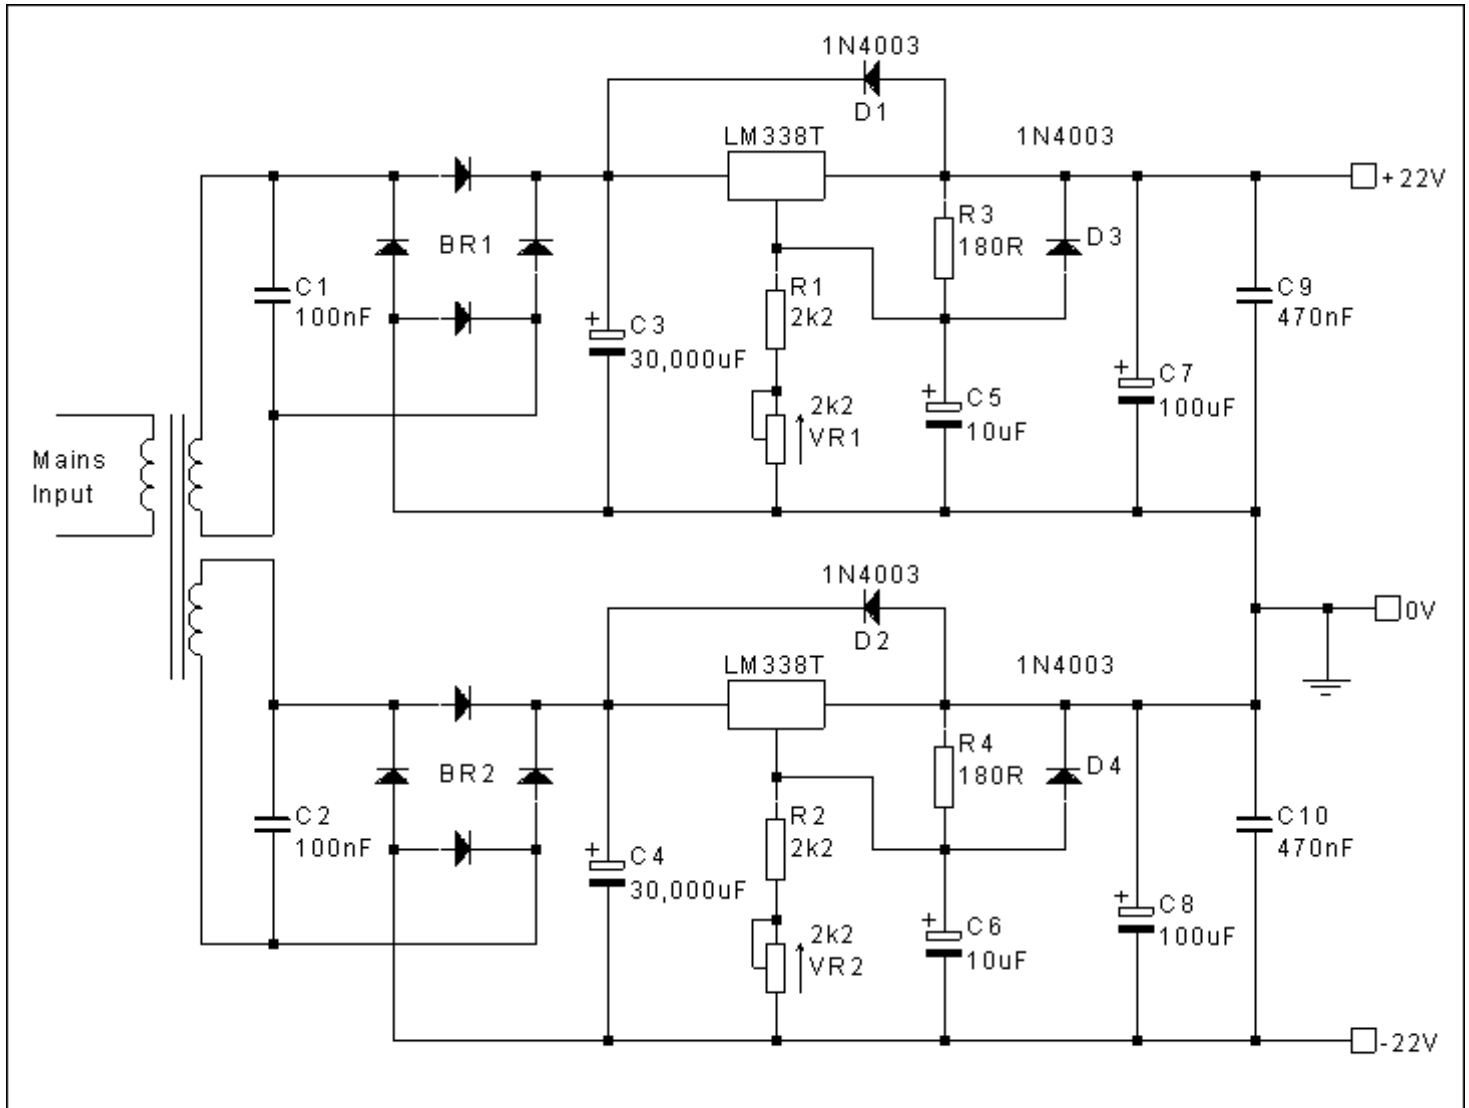 1N4003
D1
LM338T
1N4003
+22V
R3
180R
D3
BR1
C1
100nF
R1
2k2
C9
470nF
+
C3
30,000uF
+
C7
100uF
+
C5
10uF
2k2
VR1
Mains
Input
1N4003
D2
0V
LM338T
1N4003
R4
180R
D4
BR2
C2
100nF
R2
2k2
C10
470nF
+
C4
30,000uF
+
C8
100uF
+
C6
10uF
2k2
VR2
-22V